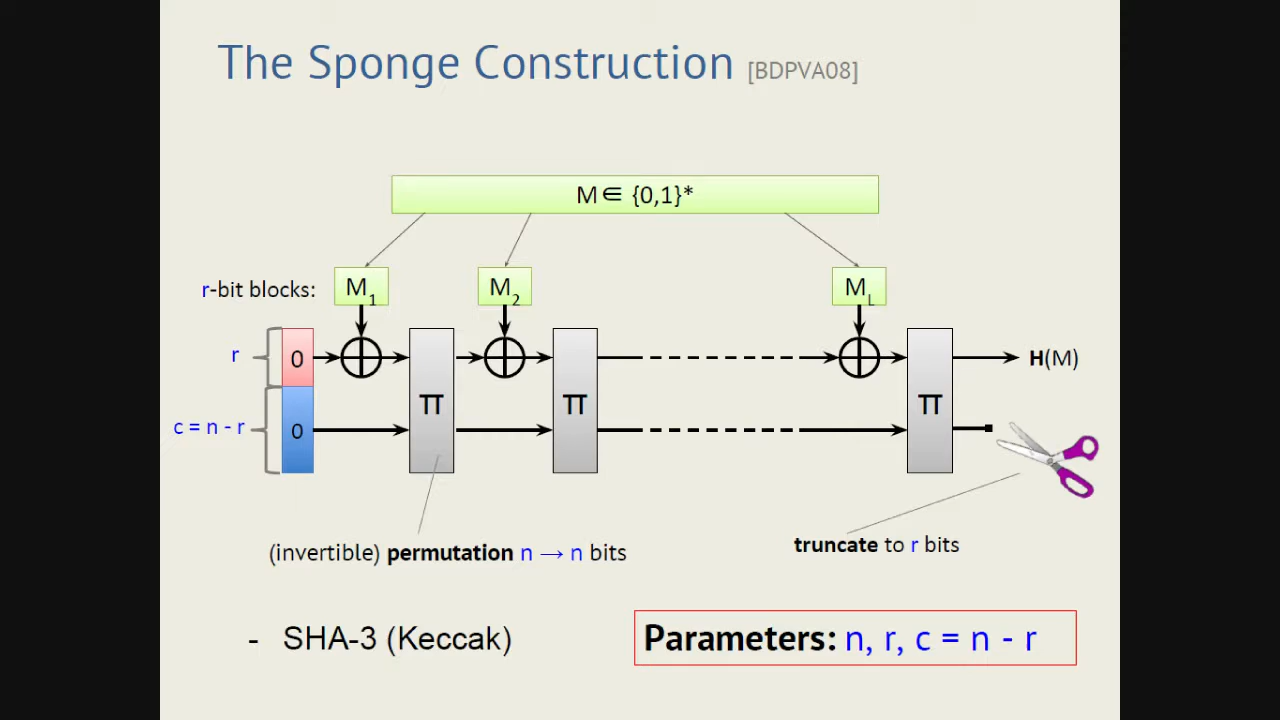 The Sponge Construction [BDPVA08]
M ∈ {0,1}*
r-bit blocks:
M1
M2
ML
r
0
H(M)
c = n - r
0
π
π
π
(invertible) permutation n → n bits
truncate to r bits
- SHA-3 (Keccak)
Parameters: n, r, c = n - r